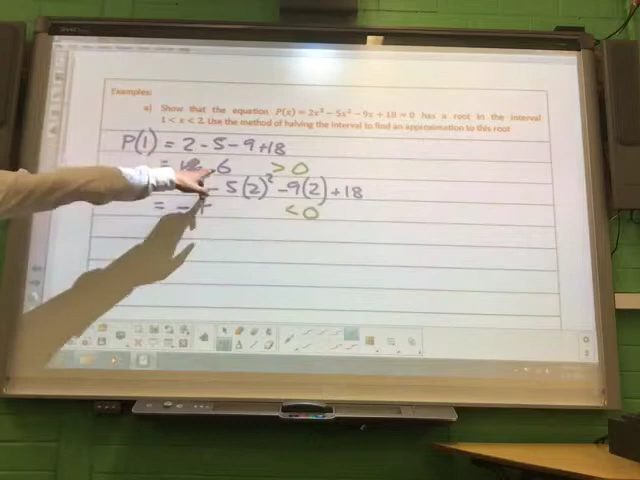 Examples:
a) Show that the equation P(x) = 2x³ − 5x² − 9x + 18 = 0 has a root in the interval
1 < x < 2. Use the method of halving the interval to find an approximation to this root
P(1) = 2 - 5 - 9 + 18
= 6 > 0
- 5(2)² - 9(2) + 18
= - < 0